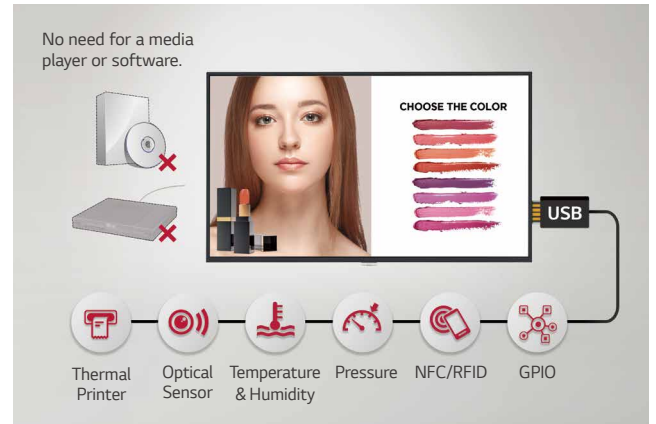 No need for a media
player or software.
CHOOSE THE COLOR
USB
Thermal
Printer
Optical
Sensor
Temperature
& Humidity
Pressure
NFC/RFID
GPIO